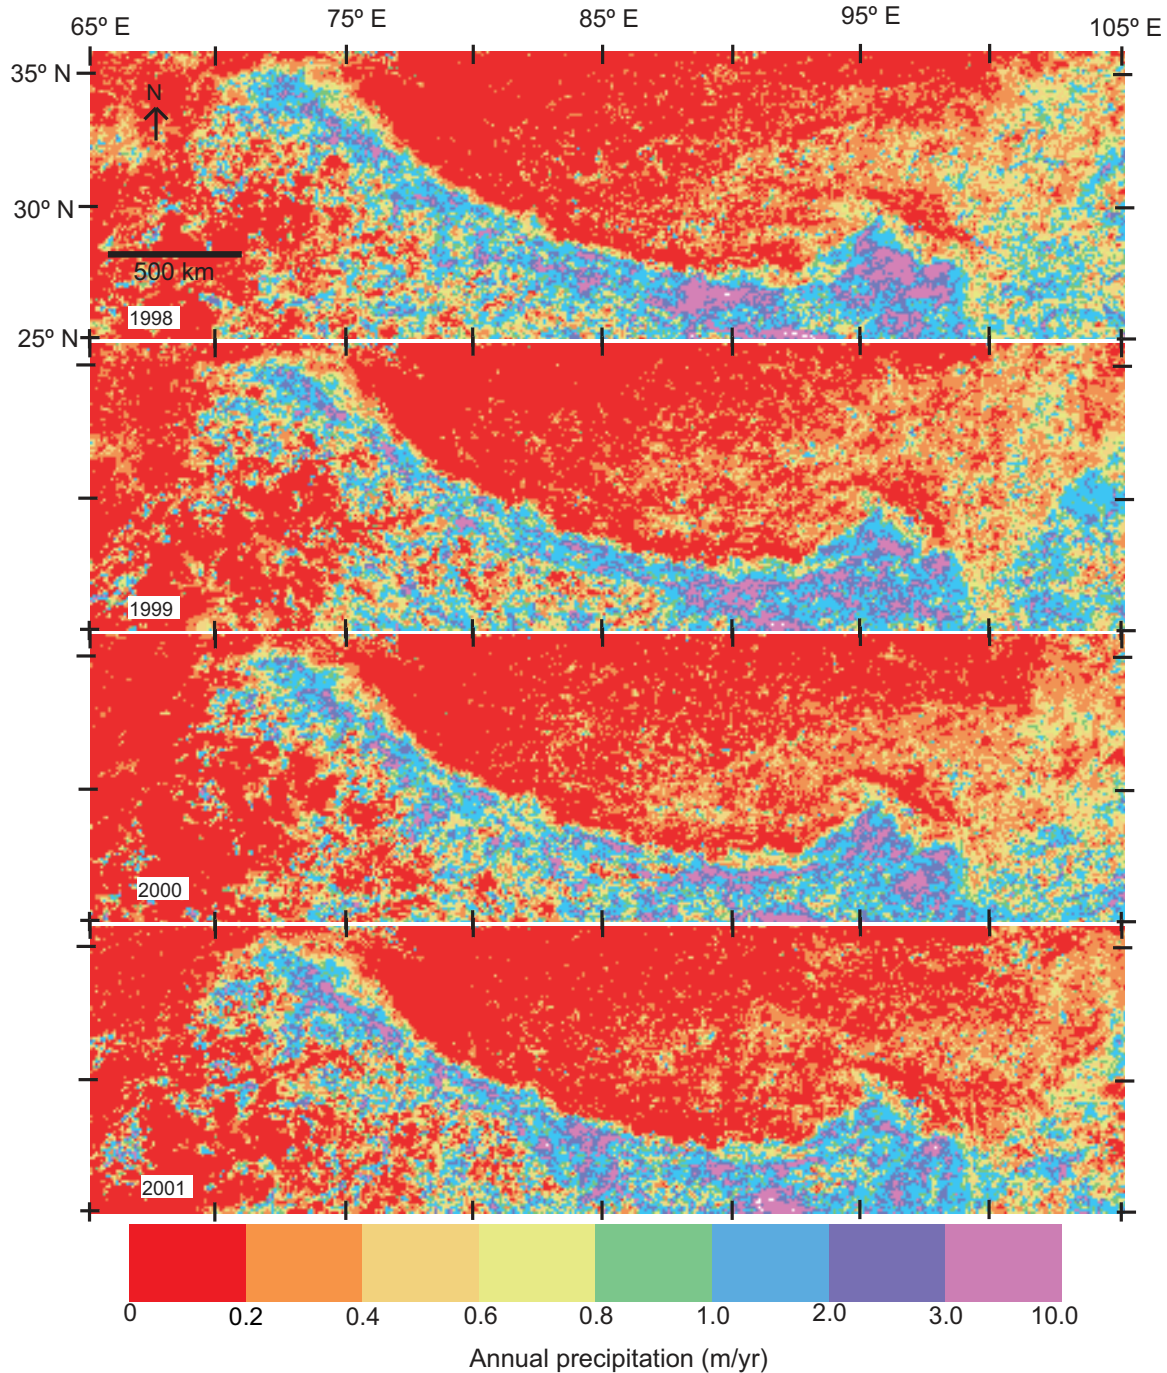 65º E 75º E 85º E 95º E 105º E
35º N
N
30º N
500 km
1998
25º N
1999
2000
2001
0 0.2 0.4 0.6 0.8 1.0 2.0 3.0 10.0
Annual precipitation (m/yr)